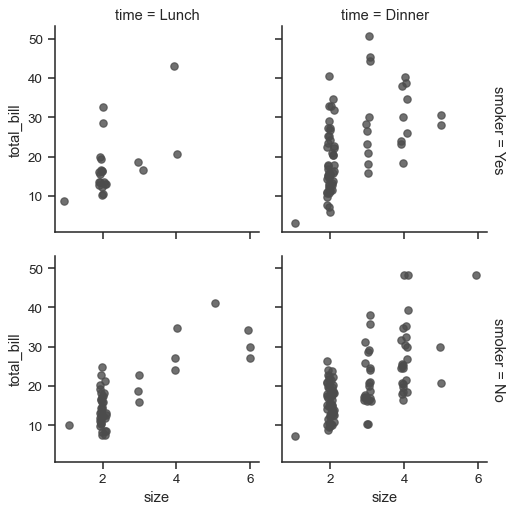 time = Lunch
time = Dinner
50
40
30
20
10
total_bill
smoker = Yes
50
40
30
20
10
total_bill
smoker = No
2
4
6
2
4
6
size
size